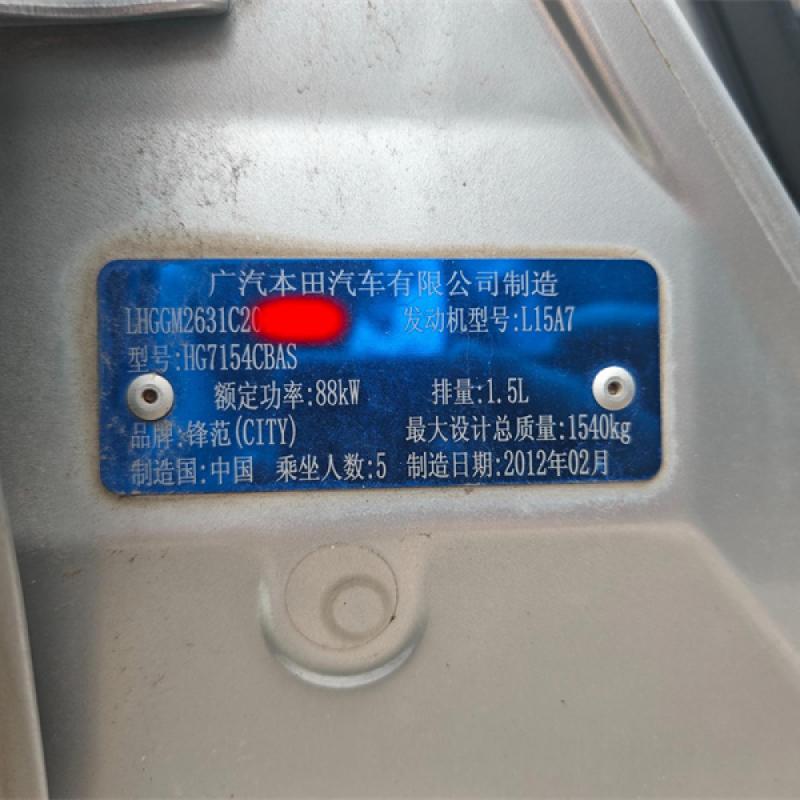 广汽本田汽车有限公司制造
LHGGM2631C20 发动机型号:L15A7
型号:HG7154CBAS
额定功率:88kW 排量:1.5L
品牌:锋范(CITY) 最大设计总质量:1540kg
制造国:中国 乘坐人数:5 制造日期:2012年02月